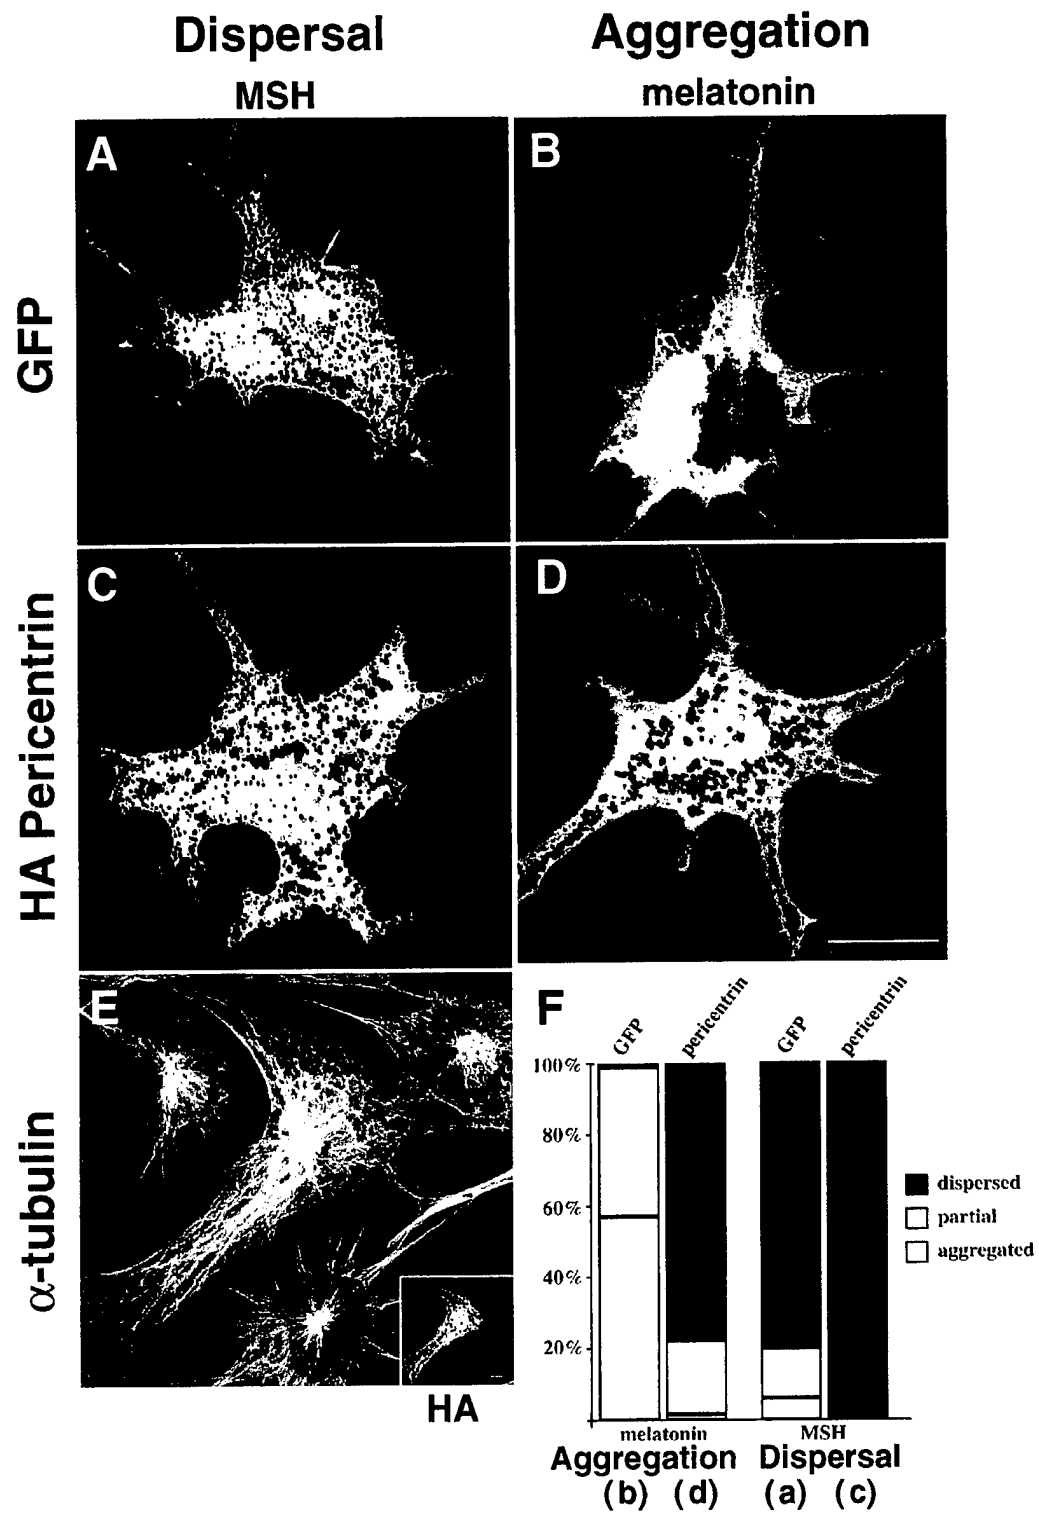 Dispersal Aggregation
MSH melatonin
A B
GFP
C D
HA Pericentrin
E F
α-tubulin
HA
GFP pericentrin GFP pericentrin
100%
80%
60%
40%
20%
dispersed
partial
aggregated
melatonin MSH
Aggregation Dispersal
(b) (d) (a) (c)